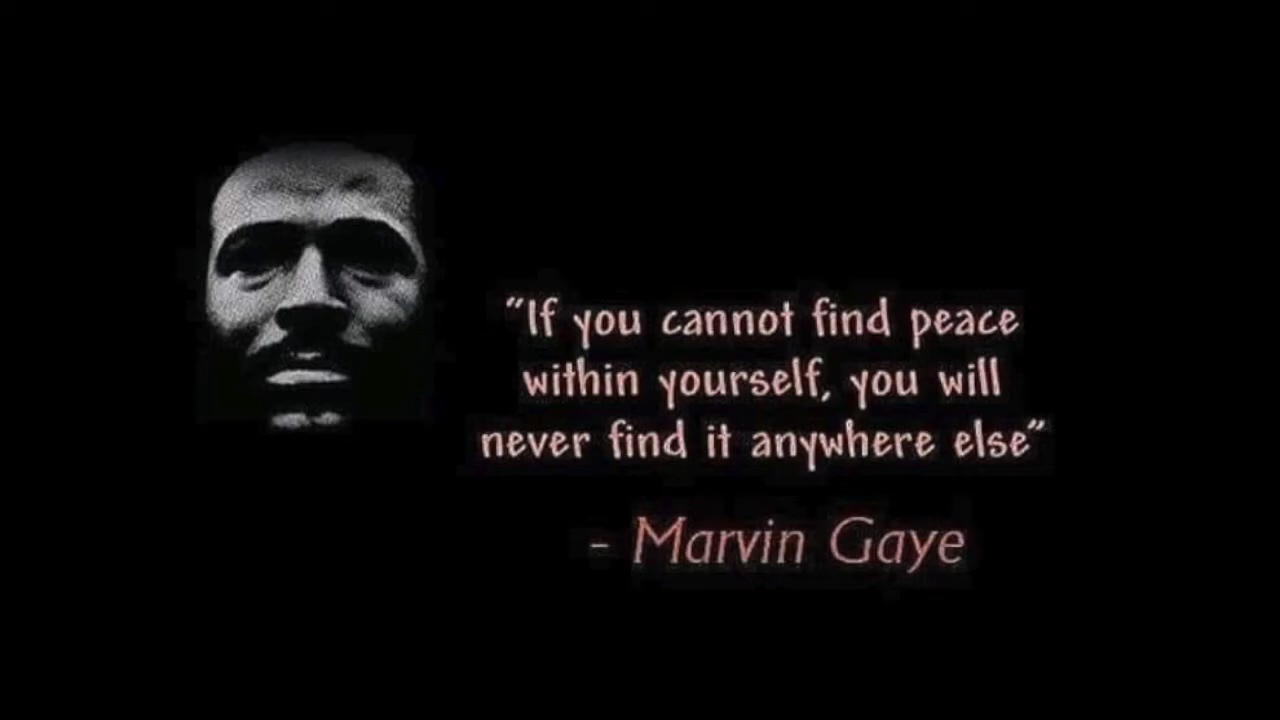 “If you cannot find peace
within yourself, you will
never find it anywhere else”
- Marvin Gaye